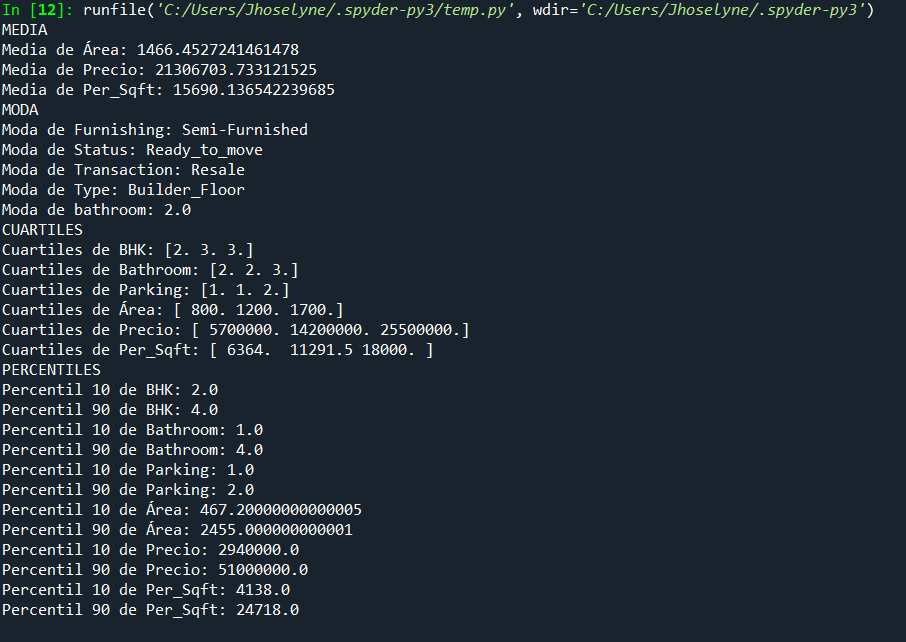 In [12]: runfile('C:/Users/Jhoselyne/.spyder-py3/temp.py', wdir='C:/Users/Jhoselyne/.spyder-py3')
MEDIA
Media de Área: 1466.4527241461478
Media de Precio: 21306703.733121525
Media de Per_Sqft: 15690.136542239685
MODA
Moda de Furnishing: Semi-Furnished
Moda de Status: Ready_to_move
Moda de Transaction: Resale
Moda de Type: Builder_Floor
Moda de bathroom: 2.0
CUARTILES
Cuartiles de BHK: [2. 3. 3.]
Cuartiles de Bathroom: [2. 2. 3.]
Cuartiles de Parking: [1. 1. 2.]
Cuartiles de Área: [ 800. 1200. 1700.]
Cuartiles de Precio: [ 5700000. 14200000. 25500000.]
Cuartiles de Per_Sqft: [ 6364.  11291.5 18000. ]
PERCENTILES
Percentil 10 de BHK: 2.0
Percentil 90 de BHK: 4.0
Percentil 10 de Bathroom: 1.0
Percentil 90 de Bathroom: 4.0
Percentil 10 de Parking: 1.0
Percentil 90 de Parking: 2.0
Percentil 10 de Área: 467.20000000000005
Percentil 90 de Área: 2455.000000000001
Percentil 10 de Precio: 2940000.0
Percentil 90 de Precio: 51000000.0
Percentil 10 de Per_Sqft: 4138.0
Percentil 90 de Per_Sqft: 24718.0